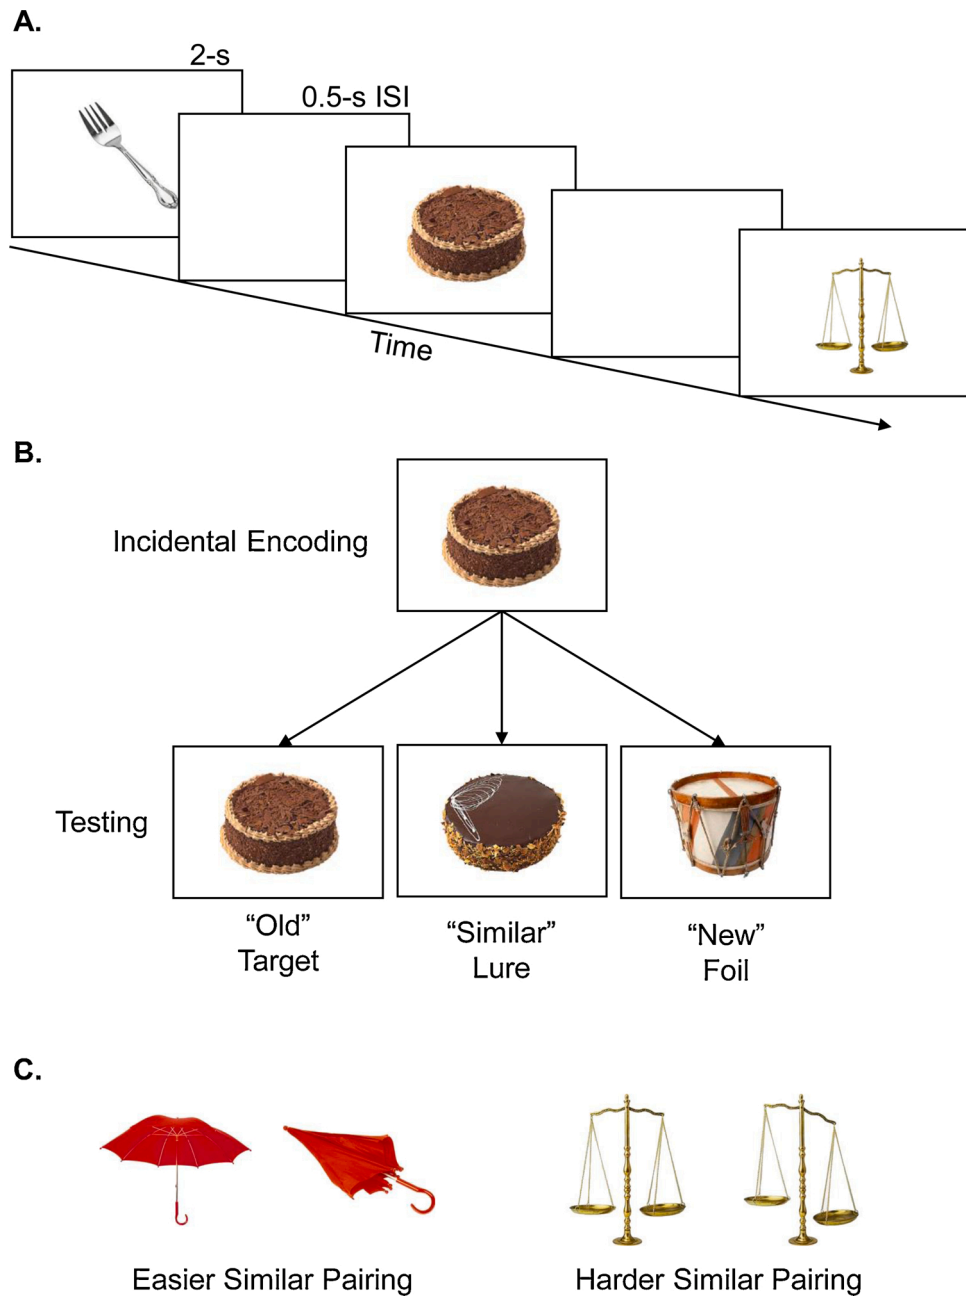 A.
2-s
0.5-s ISI
Time
B.
Incidental Encoding
Testing
“Old”
Target
“Similar”
Lure
“New”
Foil
C.
Easier Similar Pairing
Harder Similar Pairing